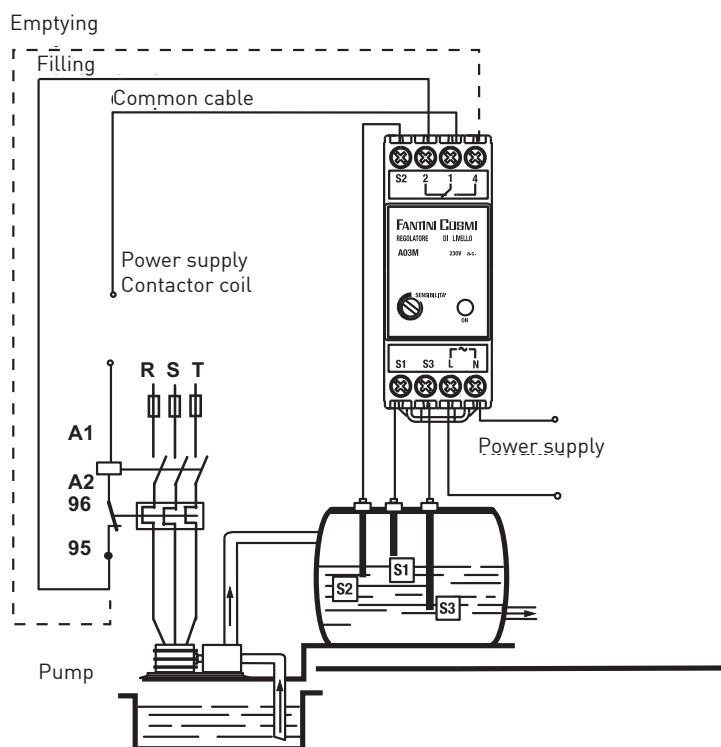 Emptying
Filling
Common cable
S2 2 1 4
FANTINI COSMI
REGOLATORE DI LIVELLO
A03M 230V a.c.
SENSIBILITA'
ON
S1 S3 L N
Power supply
Contactor coil
R S T
A1
A2
96
95
Power supply
S1
S2
S3
Pump